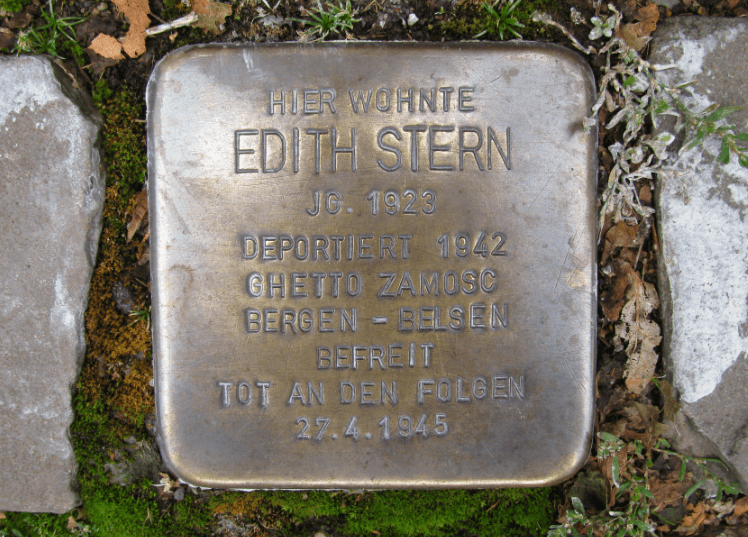 HIER WOHNTE
EDITH STERN
JG. 1923
DEPORTIERT 1942
GHETTO ZAMOSC
BERGEN - BELSEN
BEFREIT
TOT AN DEN FOLGEN
27.4.1945